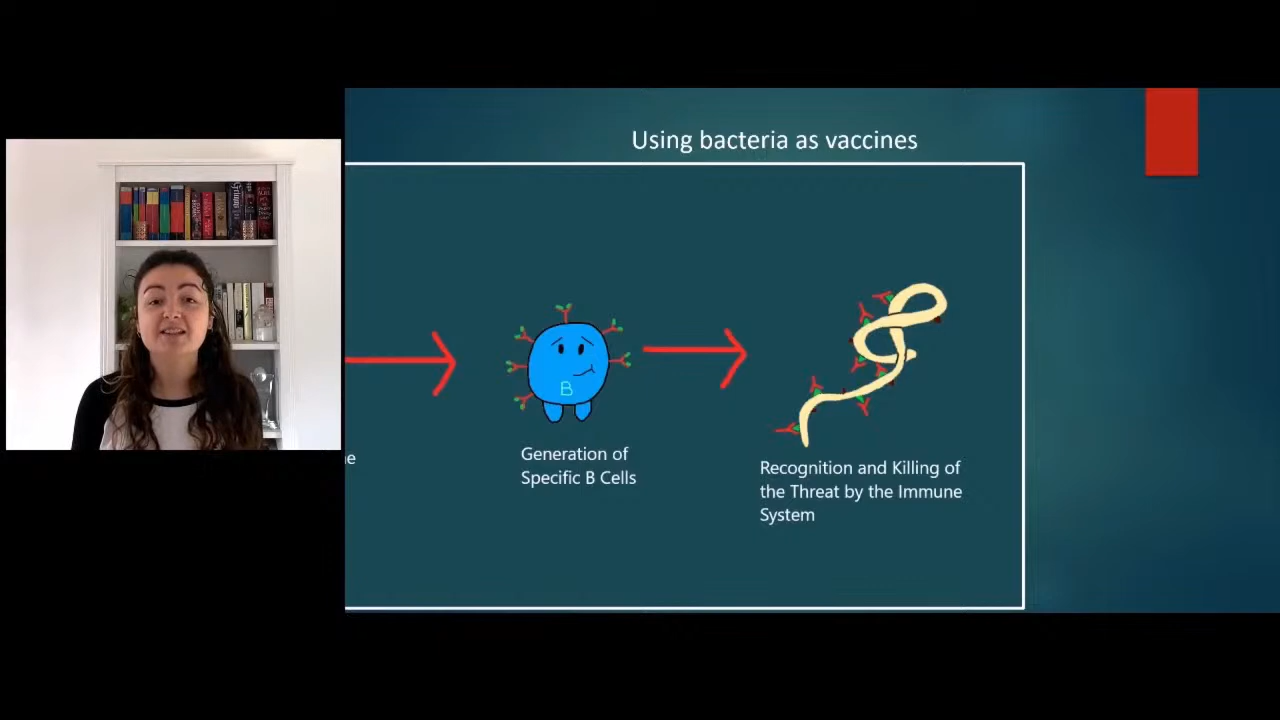 Using bacteria as vaccines
B
Generation of
Specific B Cells
Recognition and Killing of
the Threat by the Immune
System